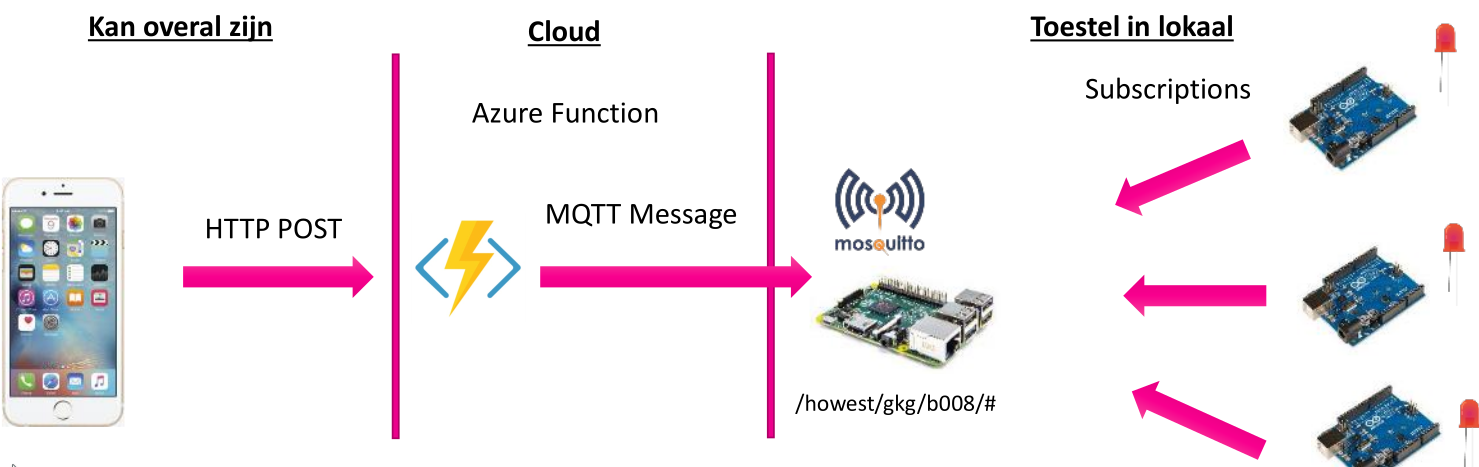 Kan overal zijn
Cloud
Toestel in lokaal
Subscriptions
Azure Function
HTTP POST
MQTT Message
mosquitto
/howest/gkg/b008/#